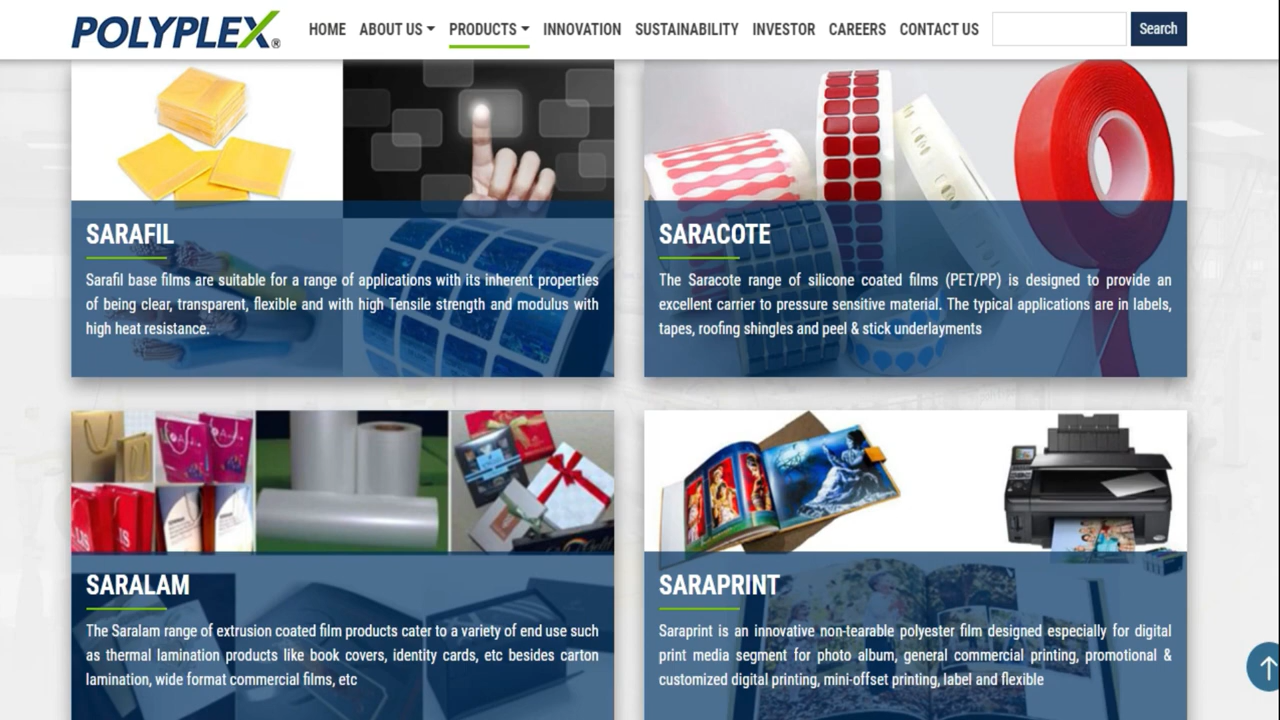 POLYPLEX®
HOME ABOUT US PRODUCTS INNOVATION SUSTAINABILITY INVESTOR CAREERS CONTACT US Search
SARAFIL
Sarafil base films are suitable for a range of applications with its inherent properties
of being clear, transparent, flexible and with high Tensile strength and modulus with
high heat resistance.
SARACOTE
The Saracote range of silicone coated films (PET/PP) is designed to provide an
excellent carrier to pressure sensitive material. The typical applications are in labels,
tapes, roofing shingles and peel & stick underlayments
SARALAM
The Saralam range of extrusion coated film products cater to a variety of end use such
as thermal lamination products like book covers, identity cards, etc besides carton
lamination, wide format commercial films, etc
SARAPRINT
Saraprint is an innovative non-tearable polyester film designed especially for digital
print media segment for photo album, general commercial printing, promotional &
customized digital printing, mini-offset printing, label and flexible